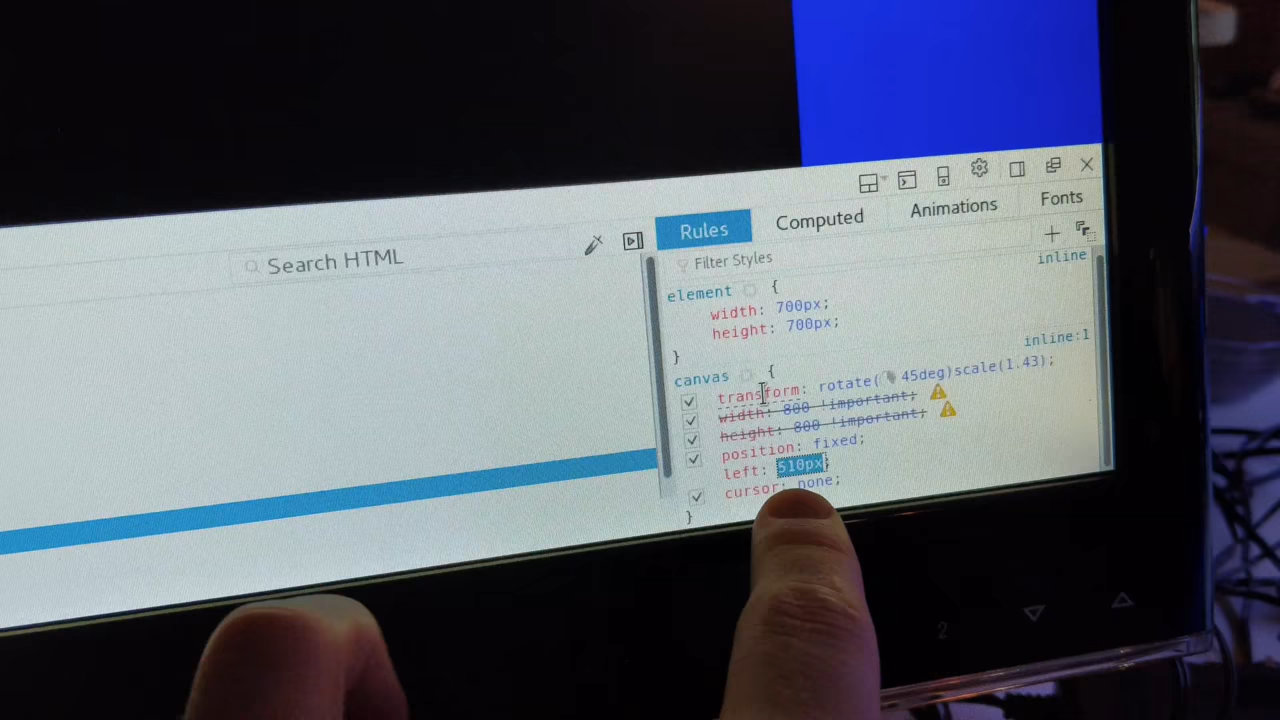 Search HTML
Rules Computed Animations Fonts
Filter Styles
inline
element {
width: 700px;
height: 700px;
}
inline:1
canvas {
transform: rotate(45deg)scale(1.43);
width: 800 !important;
height: 800 !important;
position: fixed;
left: 510px;
cursor: none;
}
2